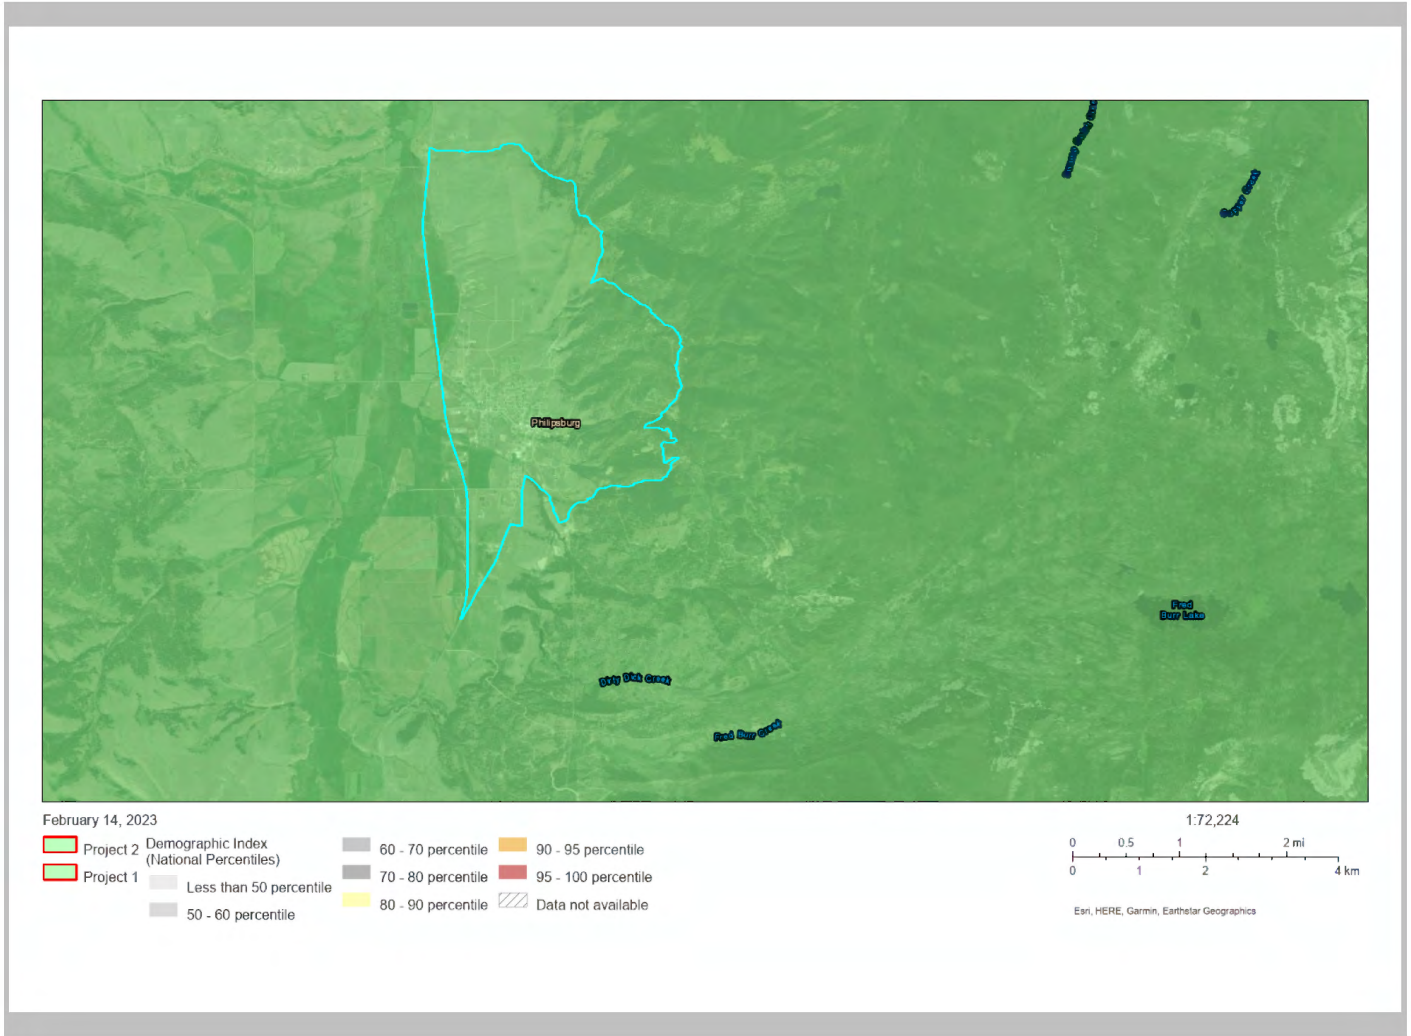 Copper Creek
Philipsburg
Fred
Burr Lake
Dirty Dick Creek
Fred Burr Creek
February 14, 2023
1:72,224
Project 2
Project 1
Demographic Index
(National Percentiles)
Less than 50 percentile
50 - 60 percentile
60 - 70 percentile
70 - 80 percentile
80 - 90 percentile
90 - 95 percentile
95 - 100 percentile
Data not available
0 0.5 1 2 mi
0 1 2 4 km
Esri, HERE, Garmin, Earthstar Geographics